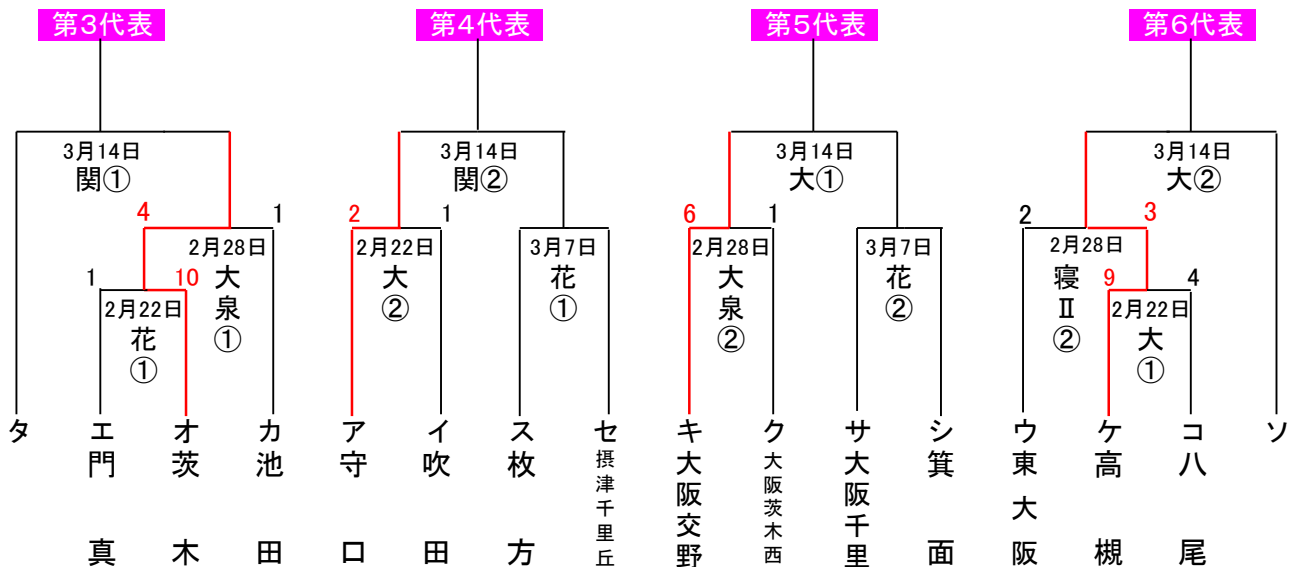 第3代表
第4代表
第5代表
第6代表
3月14日
関①
3月14日
関②
3月14日
大①
3月14日
大②
4
1
2
1
6
1
2
3
2月28日
大泉①
2月22日
大②
3月7日
花①
2月28日
大泉②
3月7日
花②
2月28日
寝Ⅱ②
1
10
9
4
2月22日
花①
2月22日
大①
タ
エ門真
オ茨木
カ池田
ア守口
イ吹田
ス枚方
セ摂津千里丘
キ大阪交野
ク大阪茨木西
サ大阪千里
シ箕面
ウ東大阪
ケ高槻
コ八尾
ソ